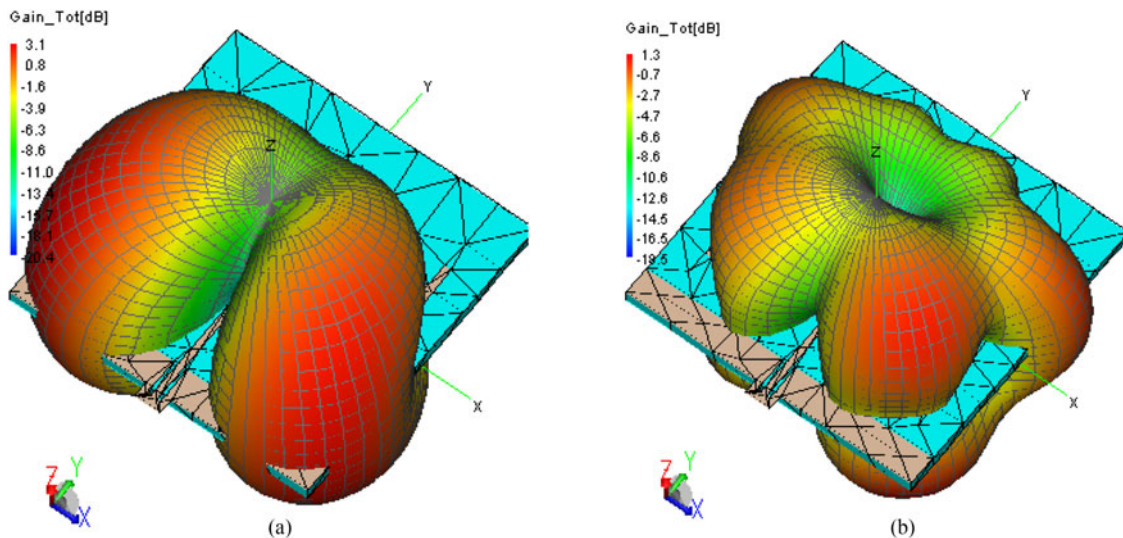 Gain_Tot[dB]
3.1
0.8
-1.6
-3.9
-6.3
-8.6
-11.0
-13.3
-18.1
-20.4
Y
Z
X
Z Y
X
(a)
Gain_Tot[dB]
1.3
-0.7
-2.7
-4.7
-6.6
-8.6
-10.6
-12.6
-14.5
-16.5
-18.5
Y
Z
X
Z Y
X
(b)